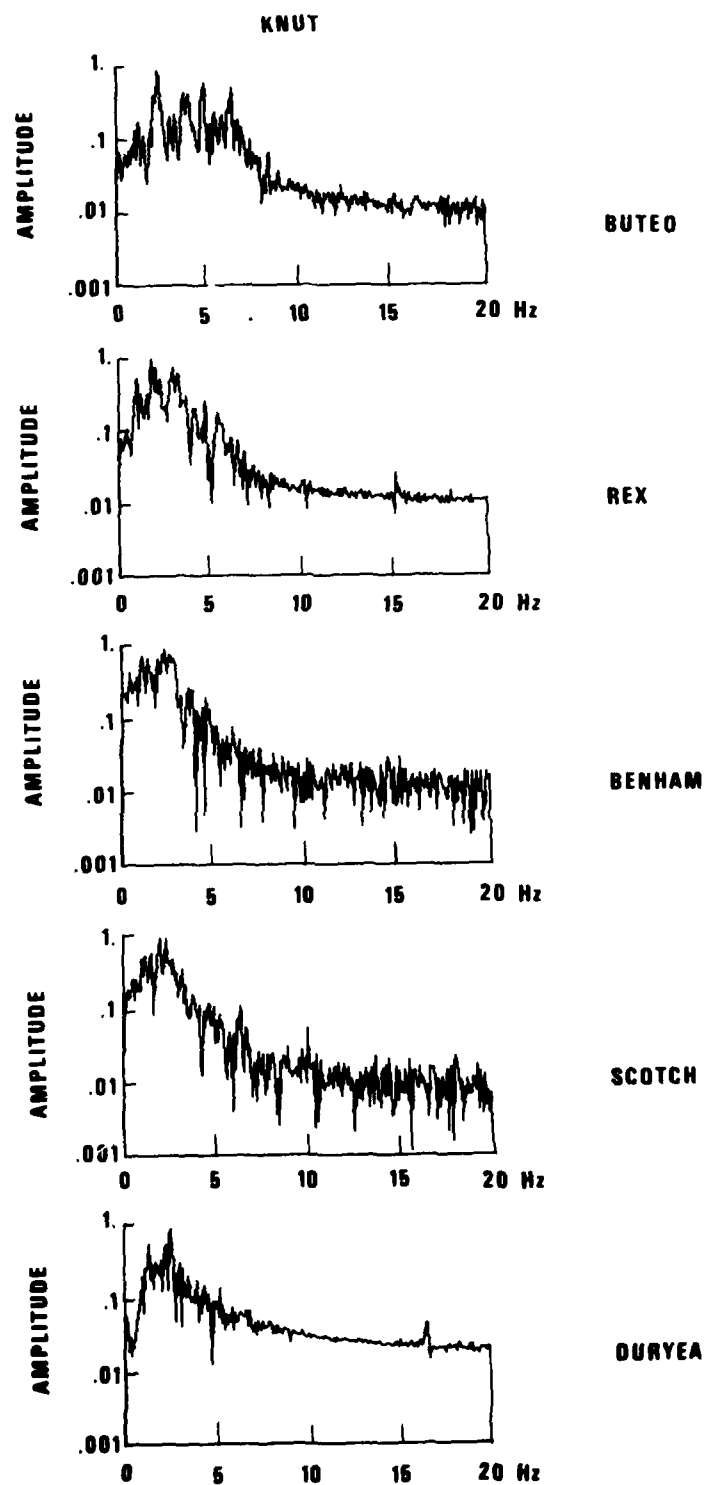 KNUT
AMPLITUDE
1.
.1
.01
.001
0 5 10 15 20 Hz
BUTEO
AMPLITUDE
1.
.1
.01
.001
0 5 10 15 20 Hz
REX
AMPLITUDE
1.
.1
.01
.001
0 5 10 15 20 Hz
BENHAM
AMPLITUDE
1.
.1
.01
.001
0 5 10 15 20 Hz
SCOTCH
AMPLITUDE
1.
.1
.01
.001
0 5 10 15 20 Hz
DURYEA